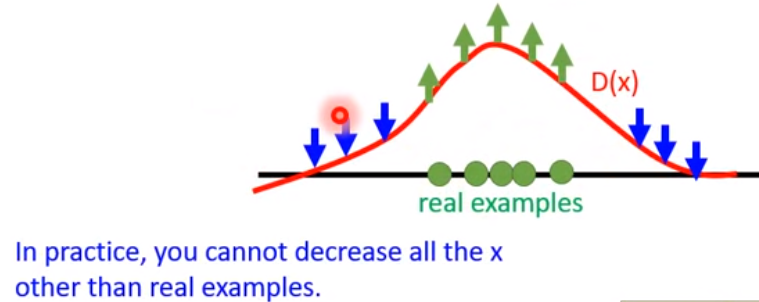 D(x)
real examples
In practice, you cannot decrease all the x
other than real examples.